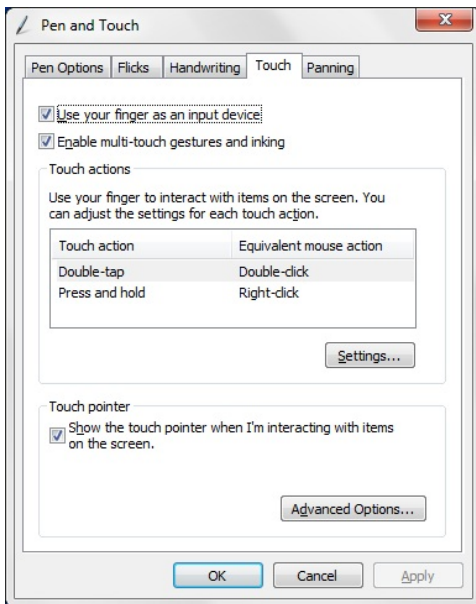 Pen and Touch
Pen Options Flicks Handwriting Touch Panning
Use your finger as an input device
Enable multi-touch gestures and inking
Touch actions
Use your finger to interact with items on the screen. You
can adjust the settings for each touch action.
Touch action Equivalent mouse action
Double-tap Double-click
Press and hold Right-click
Settings...
Touch pointer
Show the touch pointer when I'm interacting with items
on the screen.
Advanced Options...
OK Cancel Apply